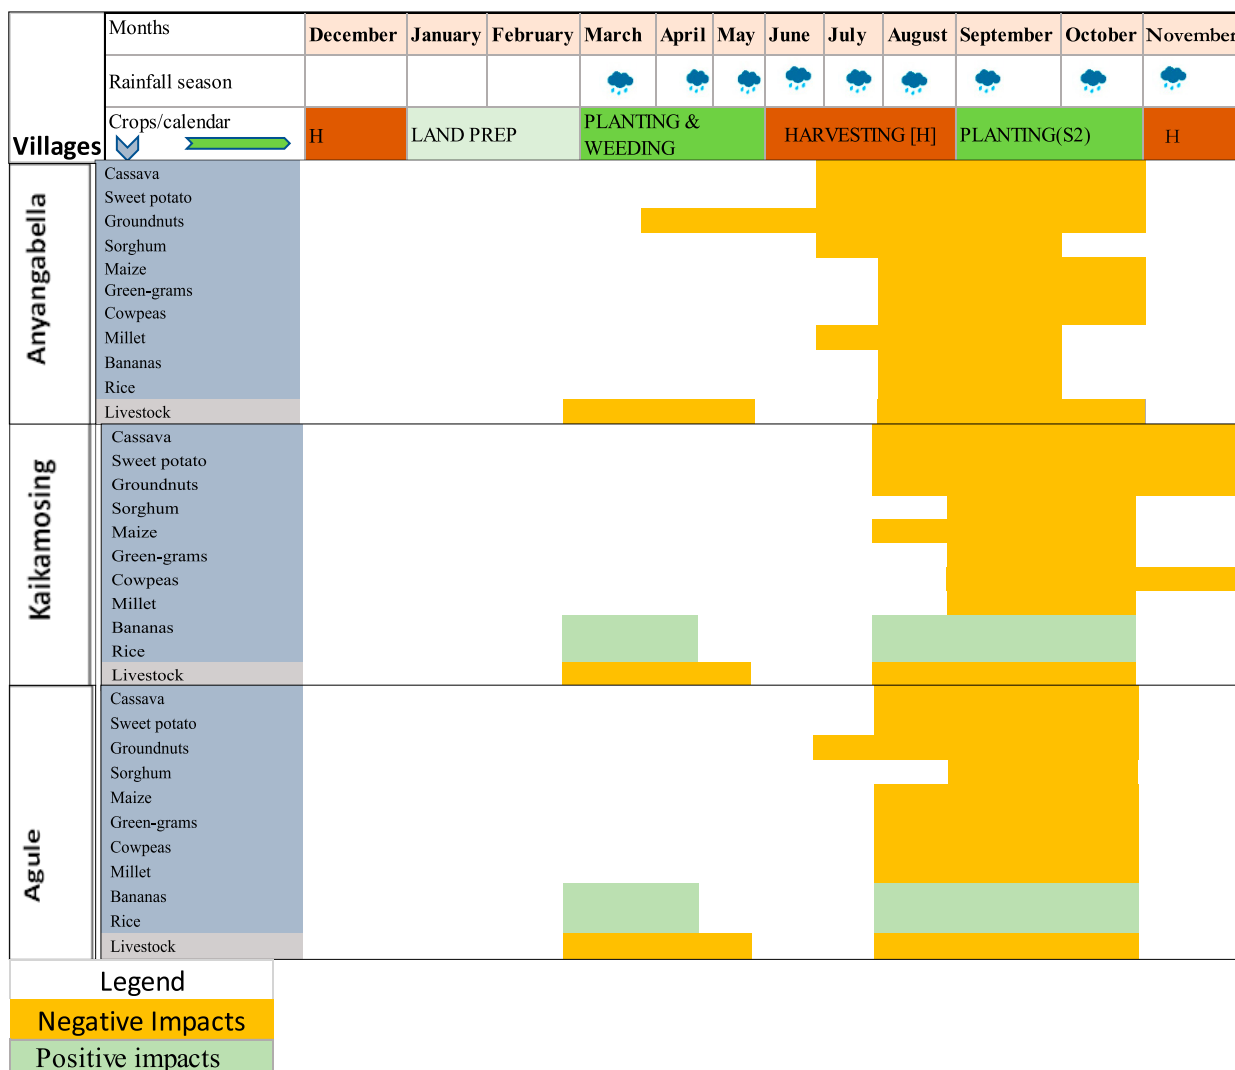 Months
December January February March April May June July August September October November
Rainfall season
Villages
Crops/calendar
H
LAND PREP
PLANTING &
WEEDING
HARVESTING [H]
PLANTING(S2)
H
Anyangabella
Cassava
Sweet potato
Groundnuts
Sorghum
Maize
Green-grams
Cowpeas
Millet
Bananas
Rice
Livestock
Kaikamosing
Cassava
Sweet potato
Groundnuts
Sorghum
Maize
Green-grams
Cowpeas
Millet
Bananas
Rice
Livestock
Agule
Cassava
Sweet potato
Groundnuts
Sorghum
Maize
Green-grams
Cowpeas
Millet
Bananas
Rice
Livestock
Legend
Negative Impacts
Positive impacts